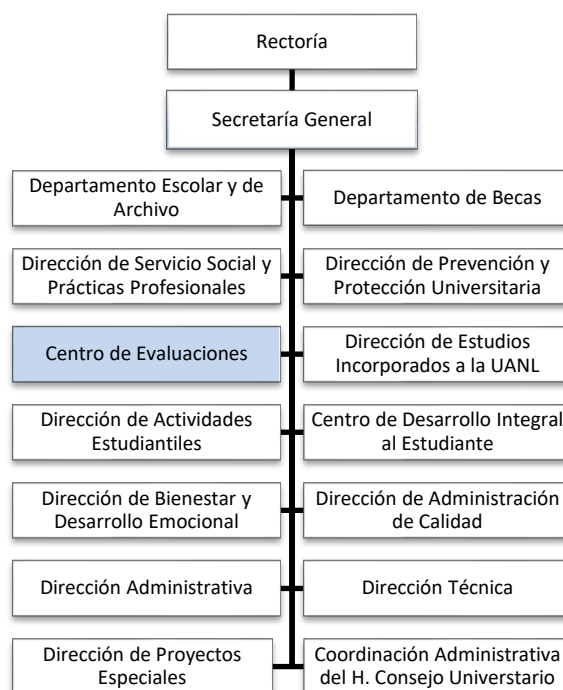 Rectoría
Secretaría General
Departamento Escolar y de
Archivo
Departamento de Becas
Dirección de Servicio Social y
Prácticas Profesionales
Dirección de Prevención y
Protección Universitaria
Centro de Evaluaciones
Dirección de Estudios
Incorporados a la UANL
Dirección de Actividades
Estudiantiles
Centro de Desarrollo Integral
al Estudiante
Dirección de Bienestar y
Desarrollo Emocional
Dirección de Administración
de Calidad
Dirección Administrativa
Dirección Técnica
Dirección de Proyectos
Especiales
Coordinación Administrativa
del H. Consejo Universtario